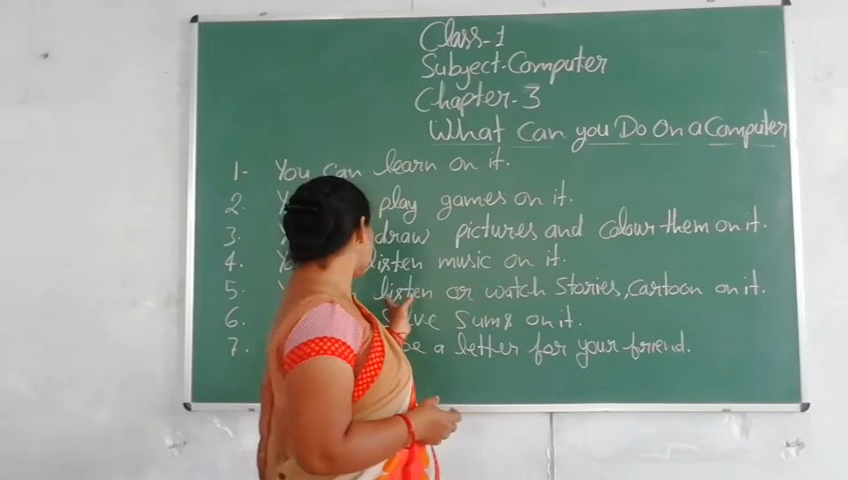 Class-1
Subject-Computer
Chapter-3
What Can you Do On a Computer
1- You can learn on it.
2. play games on it.
3. draw pictures and colour them on it.
4. listen music on it.
5. listen or watch Stories, Cartoon on it.
6. Solve Sums on it.
7. a letter for your friend.